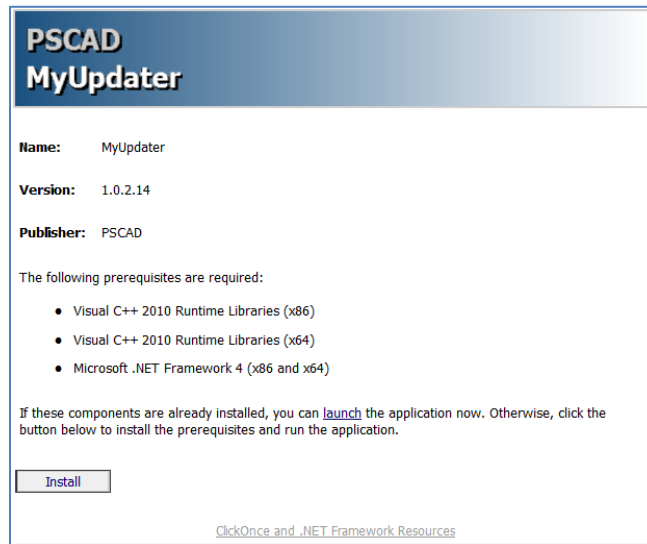 PSCAD
MyUpdater
Name: MyUpdater
Version: 1.0.2.14
Publisher: PSCAD
The following prerequisites are required:
● Visual C++ 2010 Runtime Libraries (x86)
● Visual C++ 2010 Runtime Libraries (x64)
● Microsoft .NET Framework 4 (x86 and x64)
If these components are already installed, you can launch the application now. Otherwise, click the
button below to install the prerequisites and run the application.
Install
ClickOnce and .NET Framework Resources